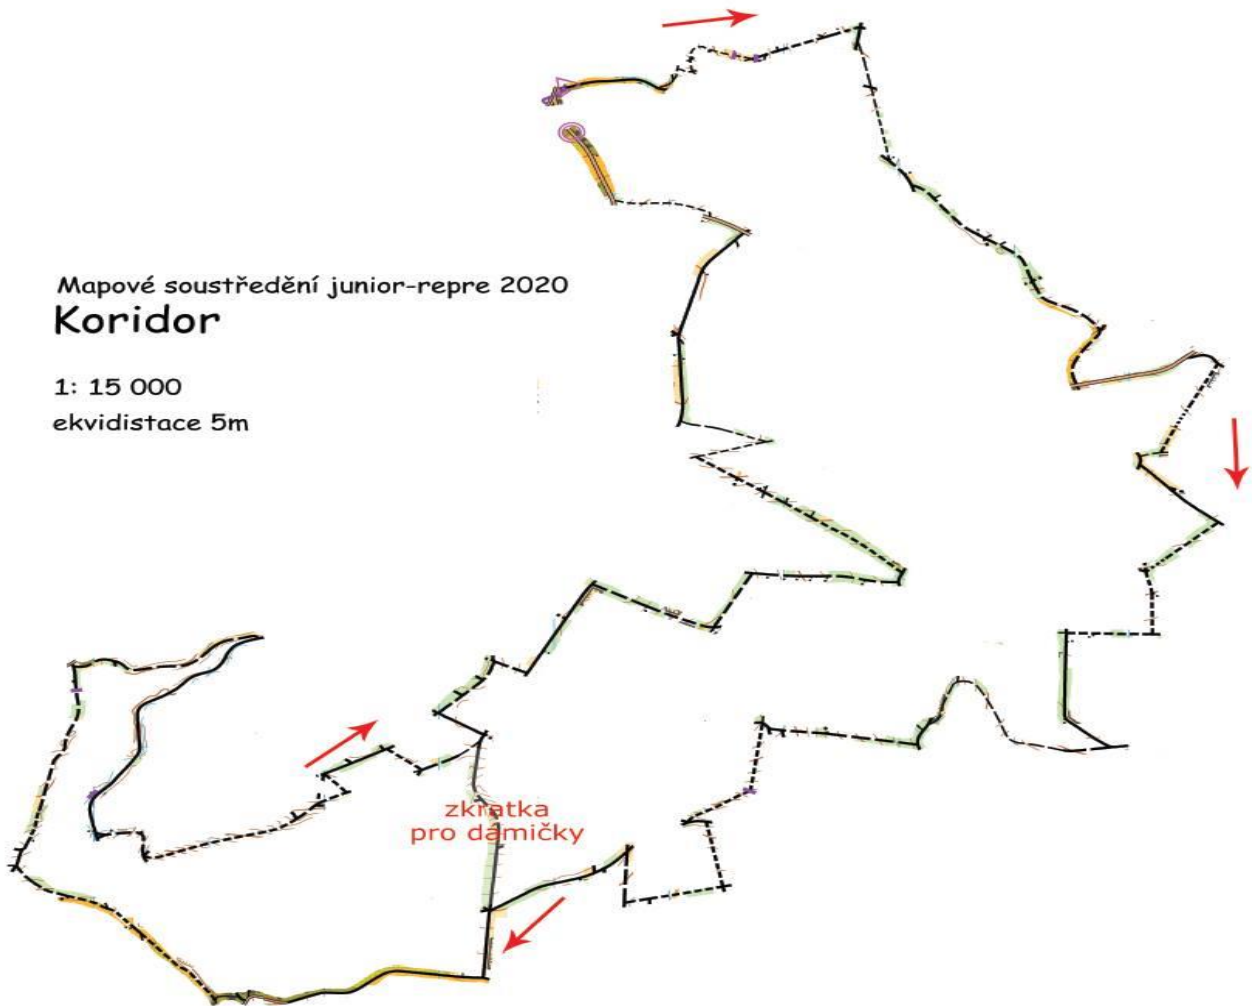 Mapové soustředění junior-repre 2020
Koridor
1: 15 000
ekvidistace 5m
zkratka
pro dámičky